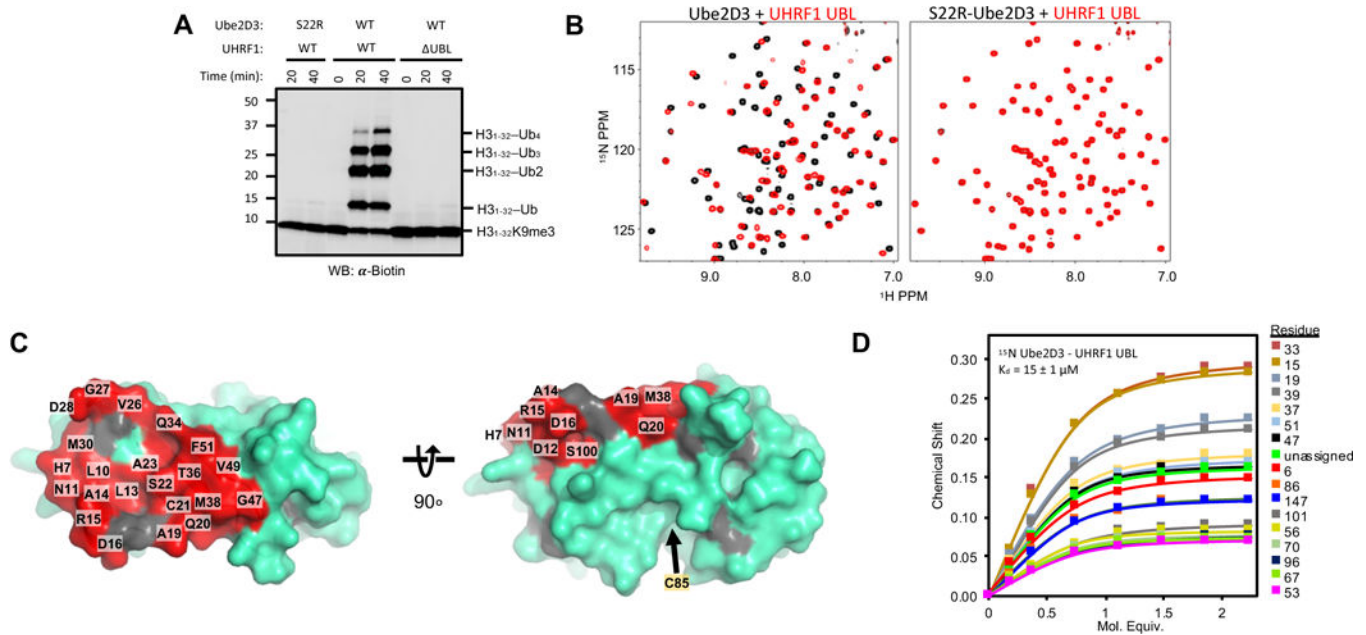 A
Ube2D3: S22R WT WT
UHRF1: WT WT ΔUBL
Time (min): 20 40 0 20 40 0 20 40
50
37
25
20
15
10
H3₁₋₃₂–Ub₄
H3₁₋₃₂–Ub₃
H3₁₋₃₂–Ub2
H3₁₋₃₂–Ub
H3₁₋₃₂K9me3
WB: α-Biotin
B
Ube2D3 + UHRF1 UBL
S22R-Ube2D3 + UHRF1 UBL
¹⁵N PPM
115
120
125
9.0 8.0 7.0
9.0 8.0 7.0
¹H PPM
C
G27
D28
V26
Q34
M30
F51
H7
L10
A23
T36
V49
N11
A14
L13
S22
C21
M38
G47
R15
Q20
D16
A19
90o
A14
A19
M38
R15
D16
Q20
H7
N11
D12
S100
C85
D
¹⁵N Ube2D3 - UHRF1 UBL
Kd = 15 ± 1 μM
Chemical Shift
0.30
0.25
0.20
0.15
0.10
0.05
0.00
0 0.5 1 1.5 2
Mol. Equiv.
Residue
33
15
19
39
37
51
47
unassigned
6
86
147
101
56
70
96
67
53